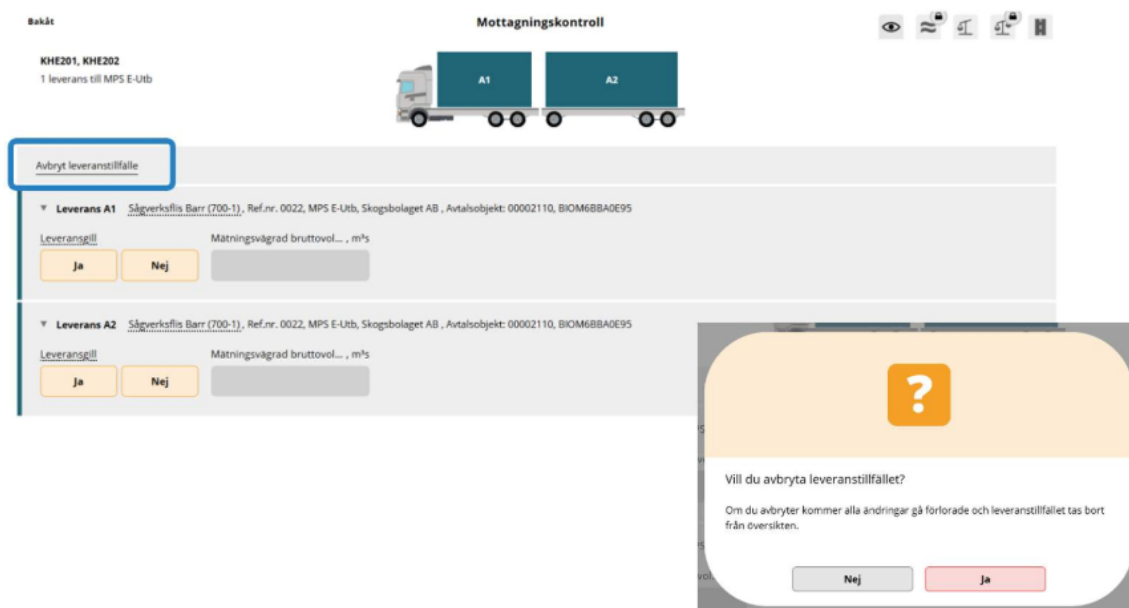 Bakåt
Mottagningskontroll
KHE201, KHE202
1 leverans till MPS E-Utb
A1
A2
Avbryt leveranstillfälle
Leverans A1 Sågverksflis Barr (700-1) , Ref.nr. 0022, MPS E-Utb, Skogsbolaget AB , Avtalsobjekt: 00002110, BIOM6BBA0E95
Leveransgill Mätningsvägrad bruttovol... , m³s
Ja Nej
Leverans A2 Sågverksflis Barr (700-1) , Ref.nr. 0022, MPS E-Utb, Skogsbolaget AB , Avtalsobjekt: 00002110, BIOM6BBA0E95
Leveransgill Mätningsvägrad bruttovol... , m³s
Ja Nej
?
Vill du avbryta leveranstillfället?
Om du avbryter kommer alla ändringar gå förlorade och leveranstillfället tas bort
från översikten.
Nej Ja